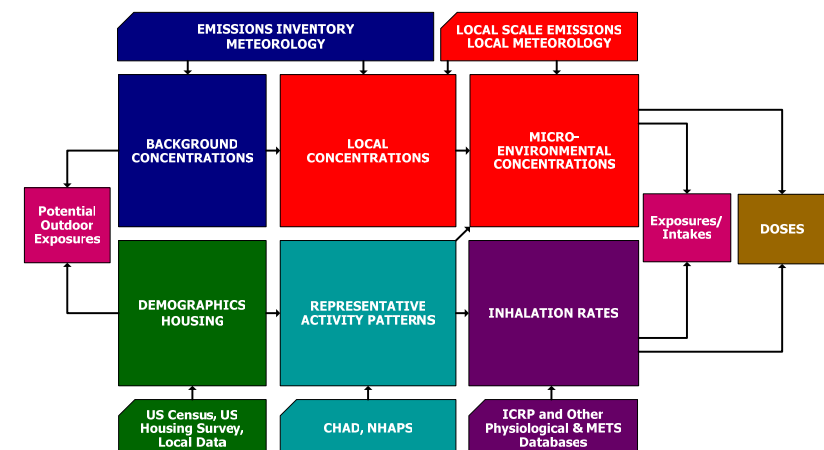 EMISSIONS INVENTORY
METEOROLOGY
LOCAL SCALE EMISSIONS
LOCAL METEOROLOGY
BACKGROUND
CONCENTRATIONS
LOCAL
CONCENTRATIONS
MICRO-
ENVIRONMENTAL
CONCENTRATIONS
Potential
Outdoor
Exposures
Exposures/
Intakes
DOSES
DEMOGRAPHICS
HOUSING
REPRESENTATIVE
ACTIVITY PATTERNS
INHALATION RATES
US Census, US
Housing Survey,
Local Data
CHAD, NHAPS
ICRP and Other
Physiological & METS
Databases